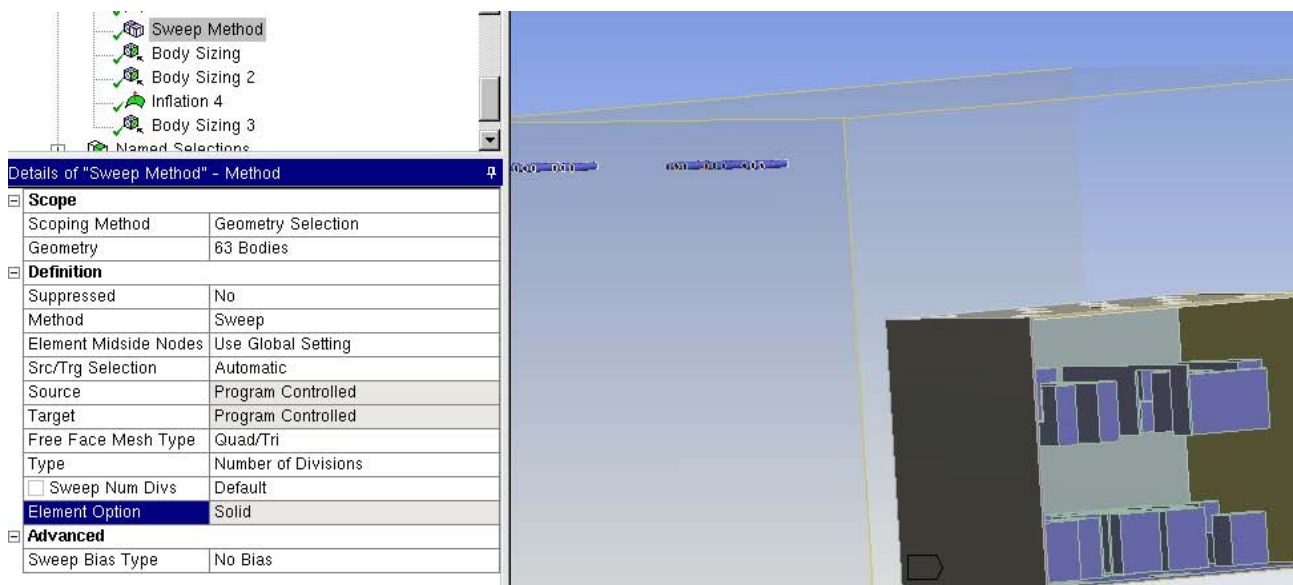 Sweep Method
Body Sizing
Body Sizing 2
Inflation 4
Body Sizing 3
Named Selections
Details of "Sweep Method" - Method
Scope
Scoping Method Geometry Selection
Geometry 63 Bodies
Definition
Suppressed No
Method Sweep
Element Midside Nodes Use Global Setting
Src/Trg Selection Automatic
Source Program Controlled
Target Program Controlled
Free Face Mesh Type Quad/Tri
Type Number of Divisions
Sweep Num Divs Default
Element Option Solid
Advanced
Sweep Bias Type No Bias